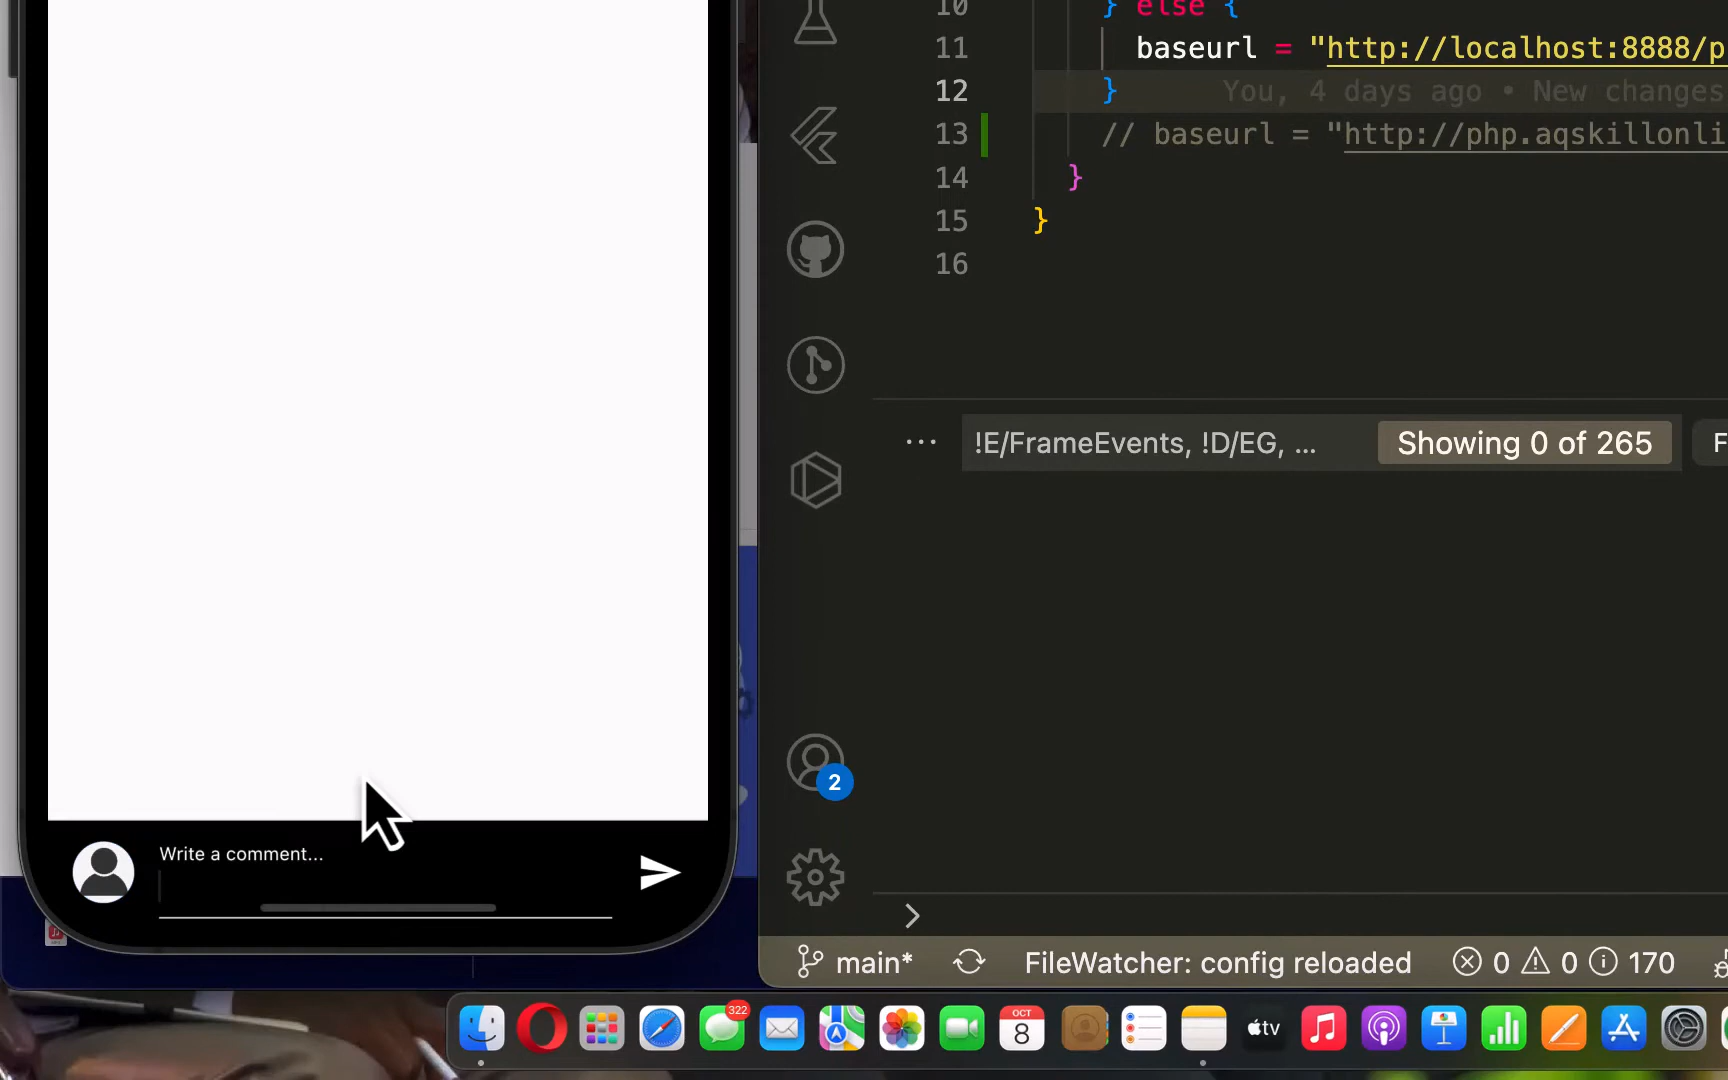 10 } else {
11 baseurl = "http://localhost:8888/p
12 } You, 4 days ago • New changes
13 // baseurl = "http://php.aqskillonli
14 }
15 }
16
... !E/FrameEvents, !D/EG, ... Showing 0 of 265 F
2
Write a comment...
main* FileWatcher: config reloaded 0 0 170
322
OCT
8
tv